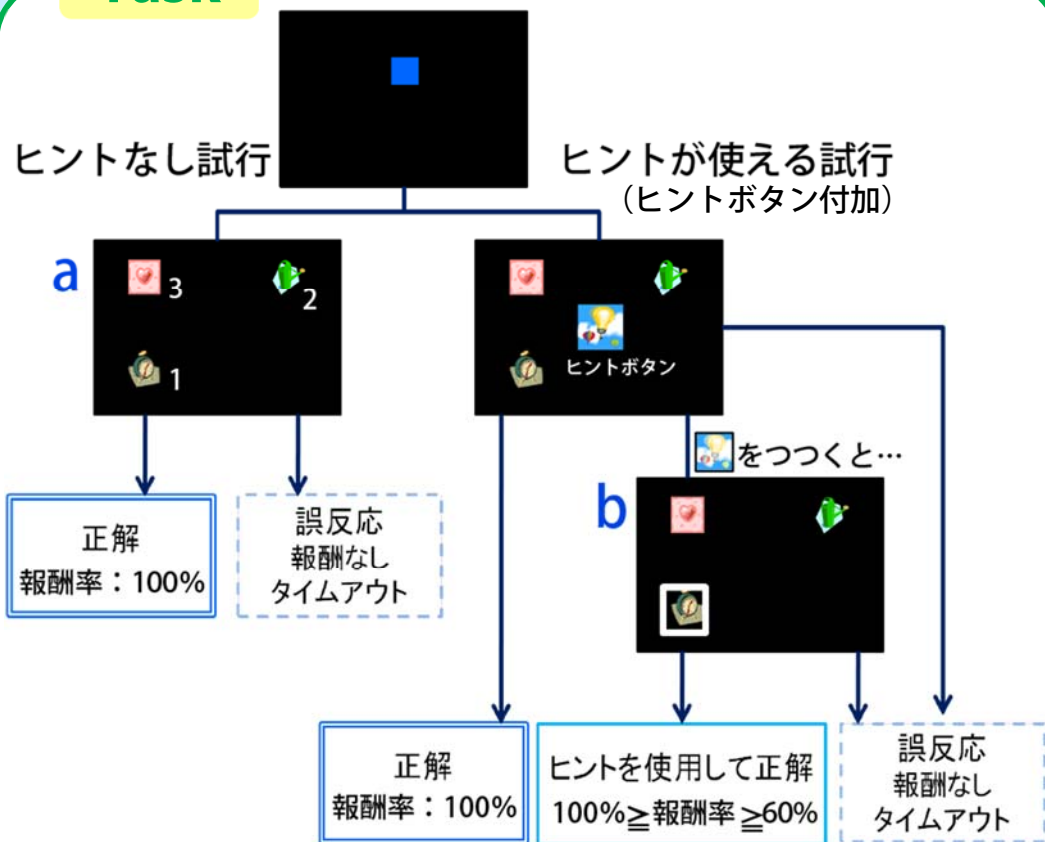 Task
ヒントなし試行
ヒントが使える試行
（ヒントボタン付加）
a
3
2
1
ヒントボタン
をつつくと…
b
正解
報酬率：100%
誤反応
報酬なし
タイムアウト
正解
報酬率：100%
ヒントを使用して正解
100%≧報酬率≧60%
誤反応
報酬なし
タイムアウト